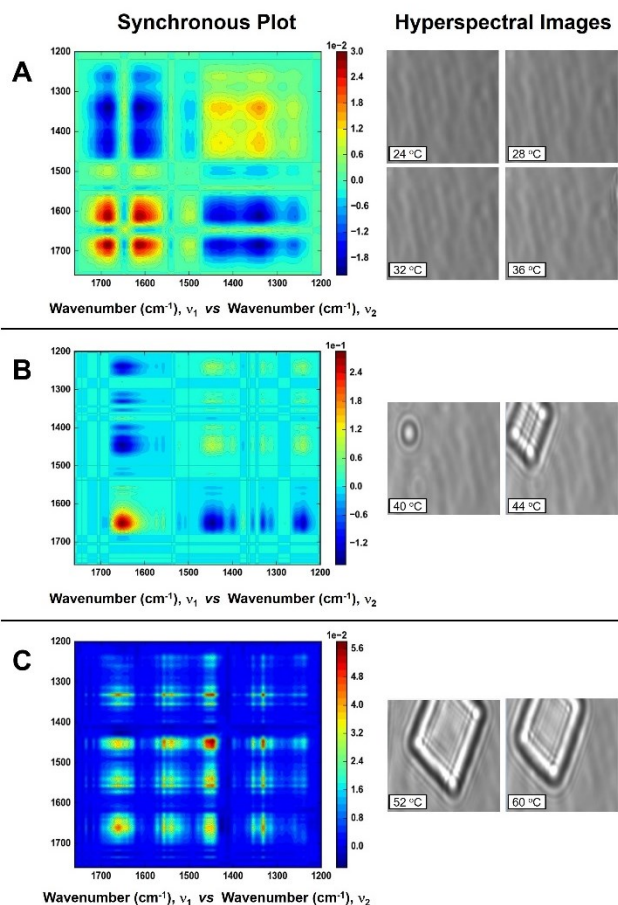 Synchronous Plot
Hyperspectral Images
A
1e−2
1200
1300
1400
1500
1600
1700
1700 1600 1500 1400 1300 1200
3.0
2.4
1.8
1.2
0.6
0.0
−0.6
−1.2
−1.8
Wavenumber (cm-1), ν1 vs Wavenumber (cm-1), ν2
24 °C
28 °C
32 °C
36 °C
B
1e−1
1200
1300
1400
1500
1600
1700
1700 1600 1500 1400 1300 1200
2.4
1.8
1.2
0.6
0.0
−0.6
−1.2
Wavenumber (cm-1), ν1 vs Wavenumber (cm-1), ν2
40 °C
44 °C
C
1e−2
1200
1300
1400
1500
1600
1700
1700 1600 1500 1400 1300 1200
5.6
4.8
4.0
3.2
2.4
1.6
0.8
0.0
Wavenumber (cm-1), ν1 vs Wavenumber (cm-1), ν2
52 °C
60 °C